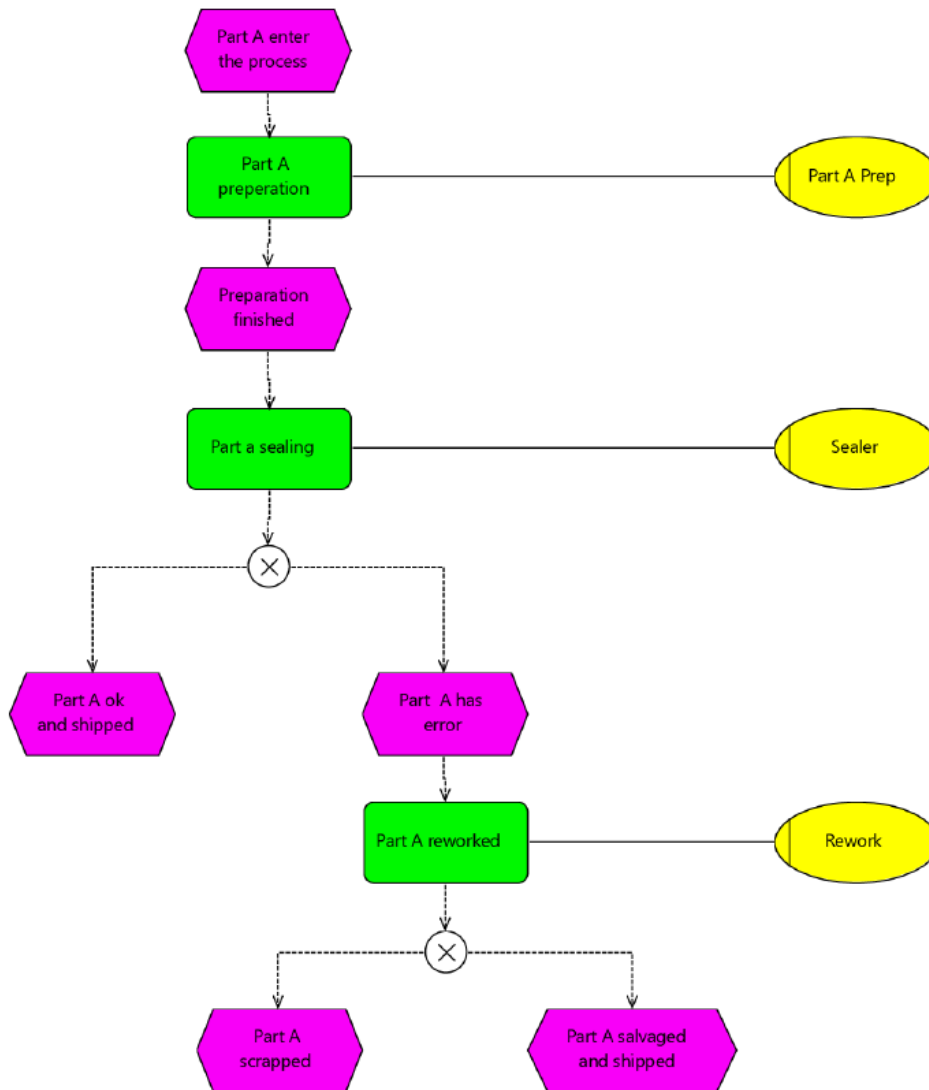 Part A enter
the process
Part A
preperation
Part A Prep
Preparation
finished
Part a sealing
Sealer
Part A ok
and shipped
Part  A has
error
Part A reworked
Rework
Part A
scrapped
Part A salvaged
and shipped